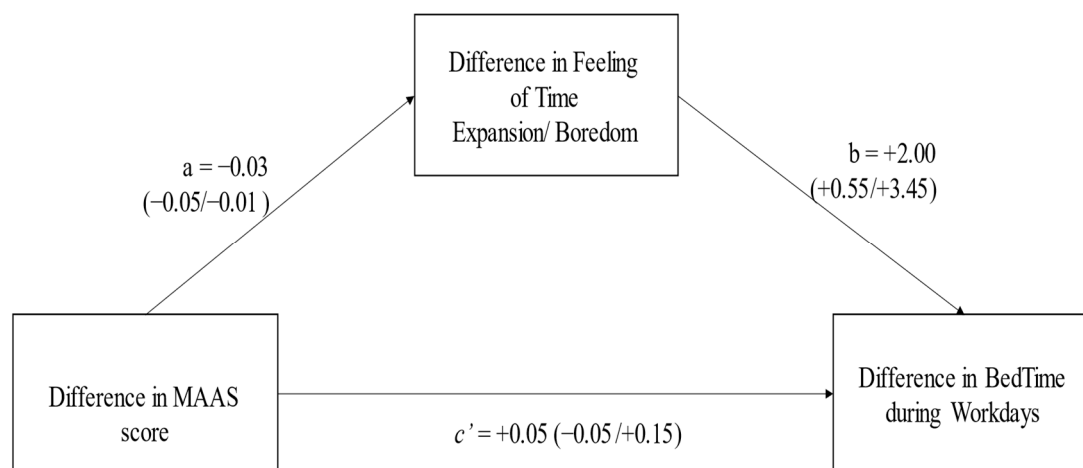 Difference in Feeling
of Time
Expansion/ Boredom
a = −0.03
(−0.05/−0.01 )
b = +2.00
(+0.55/+3.45)
Difference in MAAS
score
c’ = +0.05 (−0.05 /+0.15)
Difference in BedTime
during Workdays